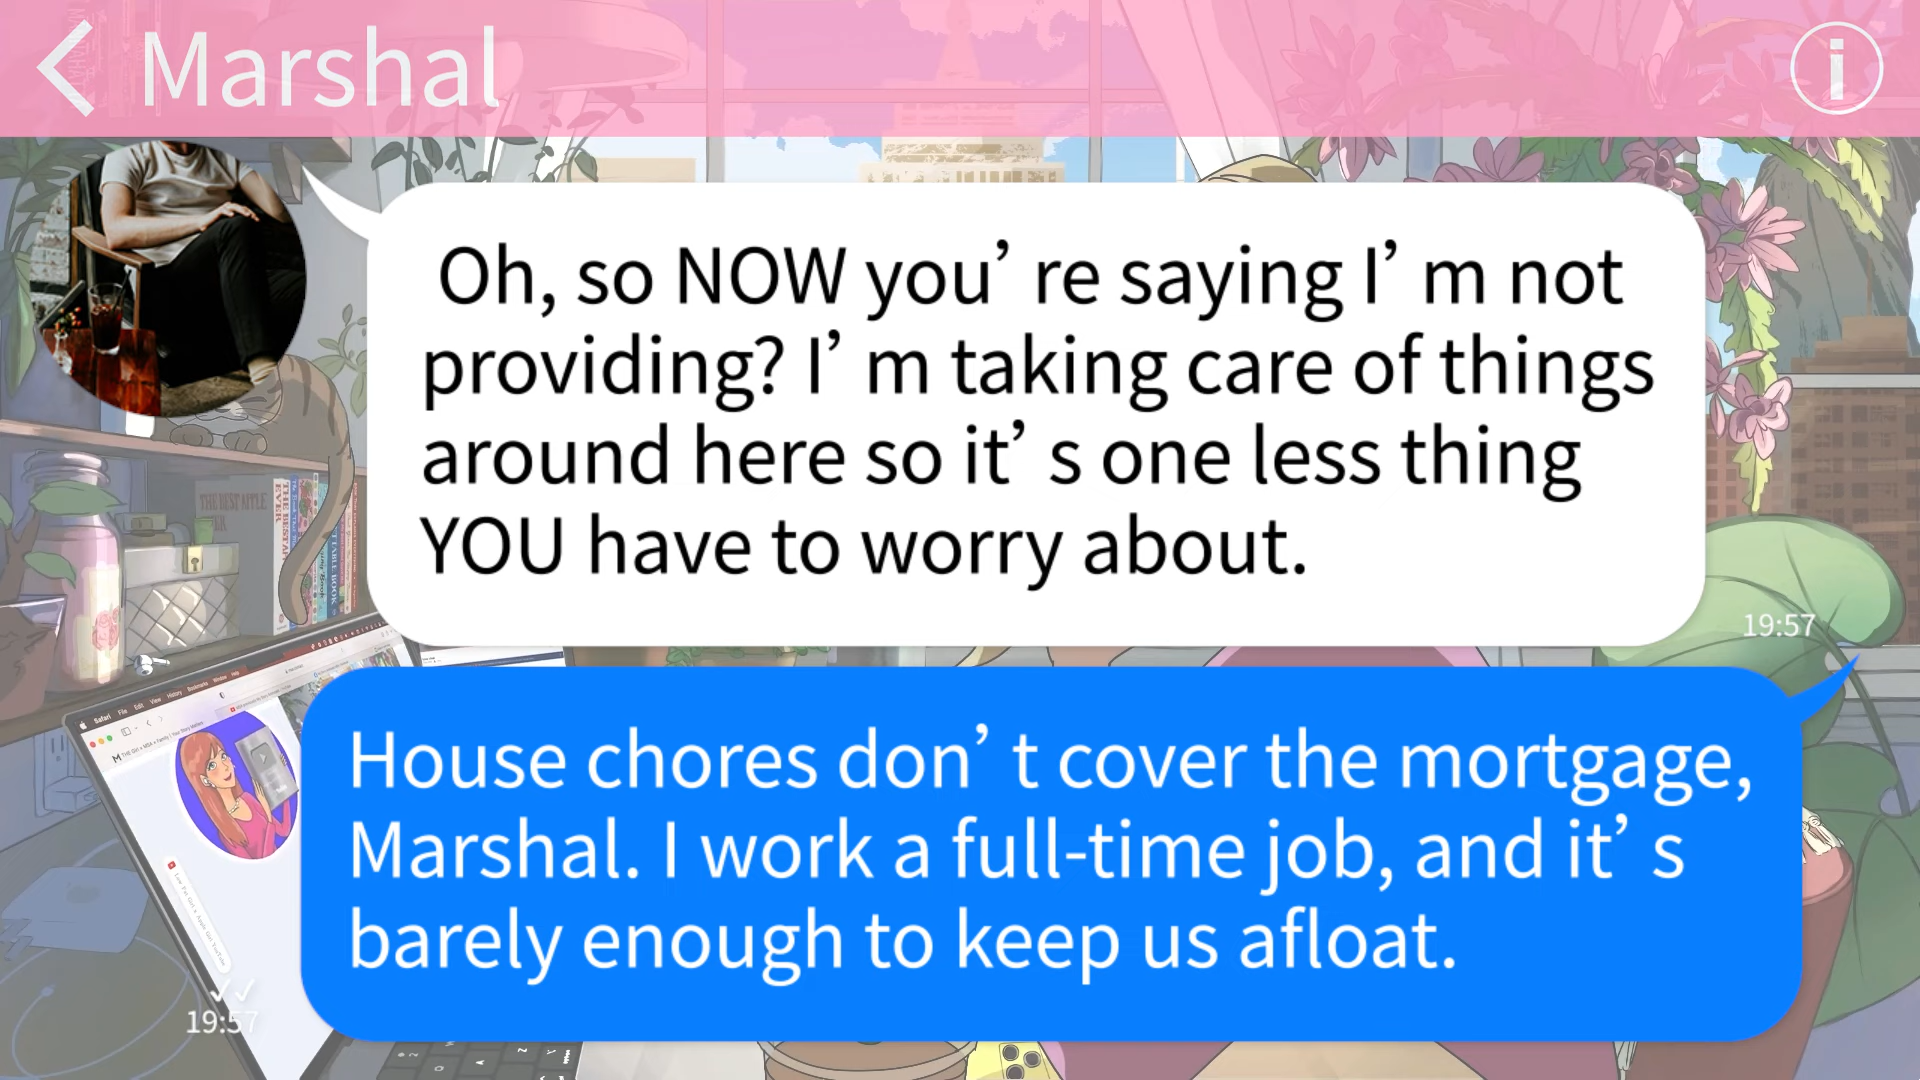 Marshal
i
Oh, so NOW you’re saying I’m not
providing? I’m taking care of things
around here so it’s one less thing
YOU have to worry about.
19:57
House chores don’t cover the mortgage,
Marshal. I work a full-time job, and it’s
barely enough to keep us afloat.
19:57